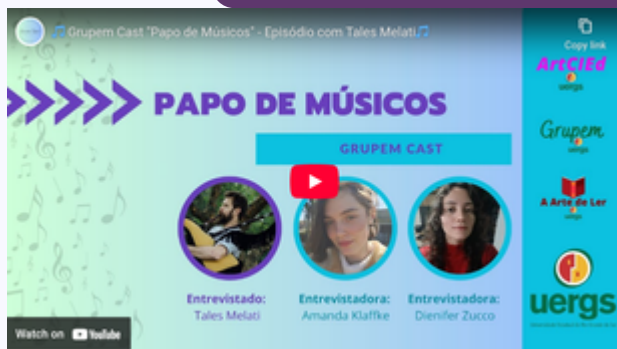 🎵Grupem Cast "Papo de Músicos" - Episódio com Tales Melati🎵
Copy link
PAPO DE MÚSICOS
GRUPEM CAST
Entrevistado:
Tales Melati
Entrevistadora:
Amanda Klaffke
Entrevistadora:
Dienifer Zucco
ArtCIEd
uergs
Grupem
uergs
A Arte de Ler
uergs
uergs
Watch on YouTube